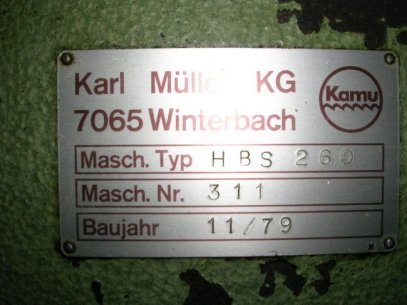 Karl Müller KG
7065 Winterbach
Kamu
Masch. Typ HBS 260
Masch. Nr. 311
Baujahr 11/79